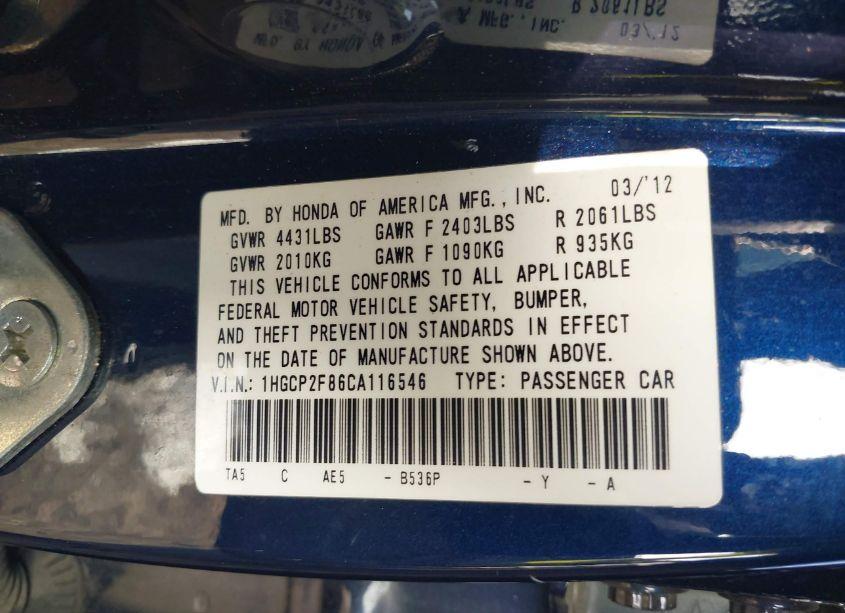 MFD. BY HONDA OF AMERICA MFG., INC. 03/'12
GVWR 4431LBS GAWR F 2403LBS R 2061LBS
GVWR 2010KG GAWR F 1090KG R 935KG
THIS VEHICLE CONFORMS TO ALL APPLICABLE
FEDERAL MOTOR VEHICLE SAFETY, BUMPER,
AND THEFT PREVENTION STANDARDS IN EFFECT
ON THE DATE OF MANUFACTURE SHOWN ABOVE.
V.I.N.: 1HGCP2F86CA116546 TYPE: PASSENGER CAR
TA5 C AE5 - B536P - Y - A